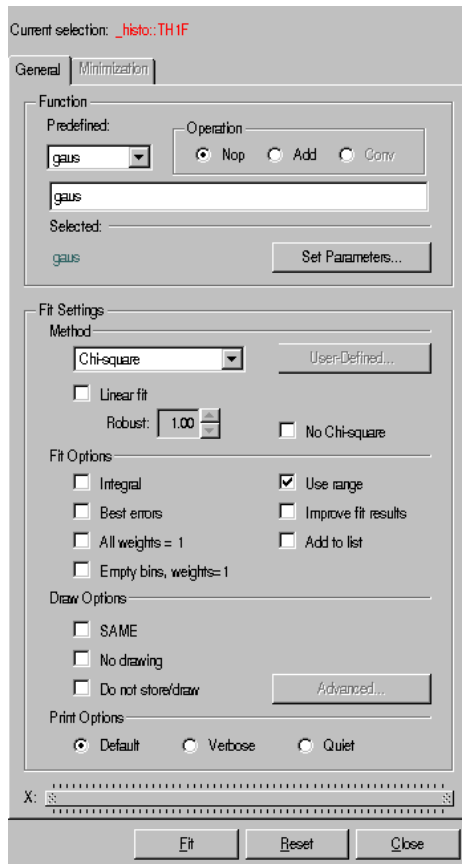 Current selection: _histo::TH1F
General Minimization
Function
Predefined: Operation
gaus Nop Add Conv
gaus
Selected:
gaus Set Parameters...
Fit Settings
Method
Chi-square User-Defined...
Linear fit
Robust: 1.00 No Chi-square
Fit Options
Integral Use range
Best errors Improve fit results
All weights = 1 Add to list
Empty bins, weights=1
Draw Options
SAME
No drawing
Do not store/draw Advanced...
Print Options
Default Verbose Quiet
X:
Fit Reset Close